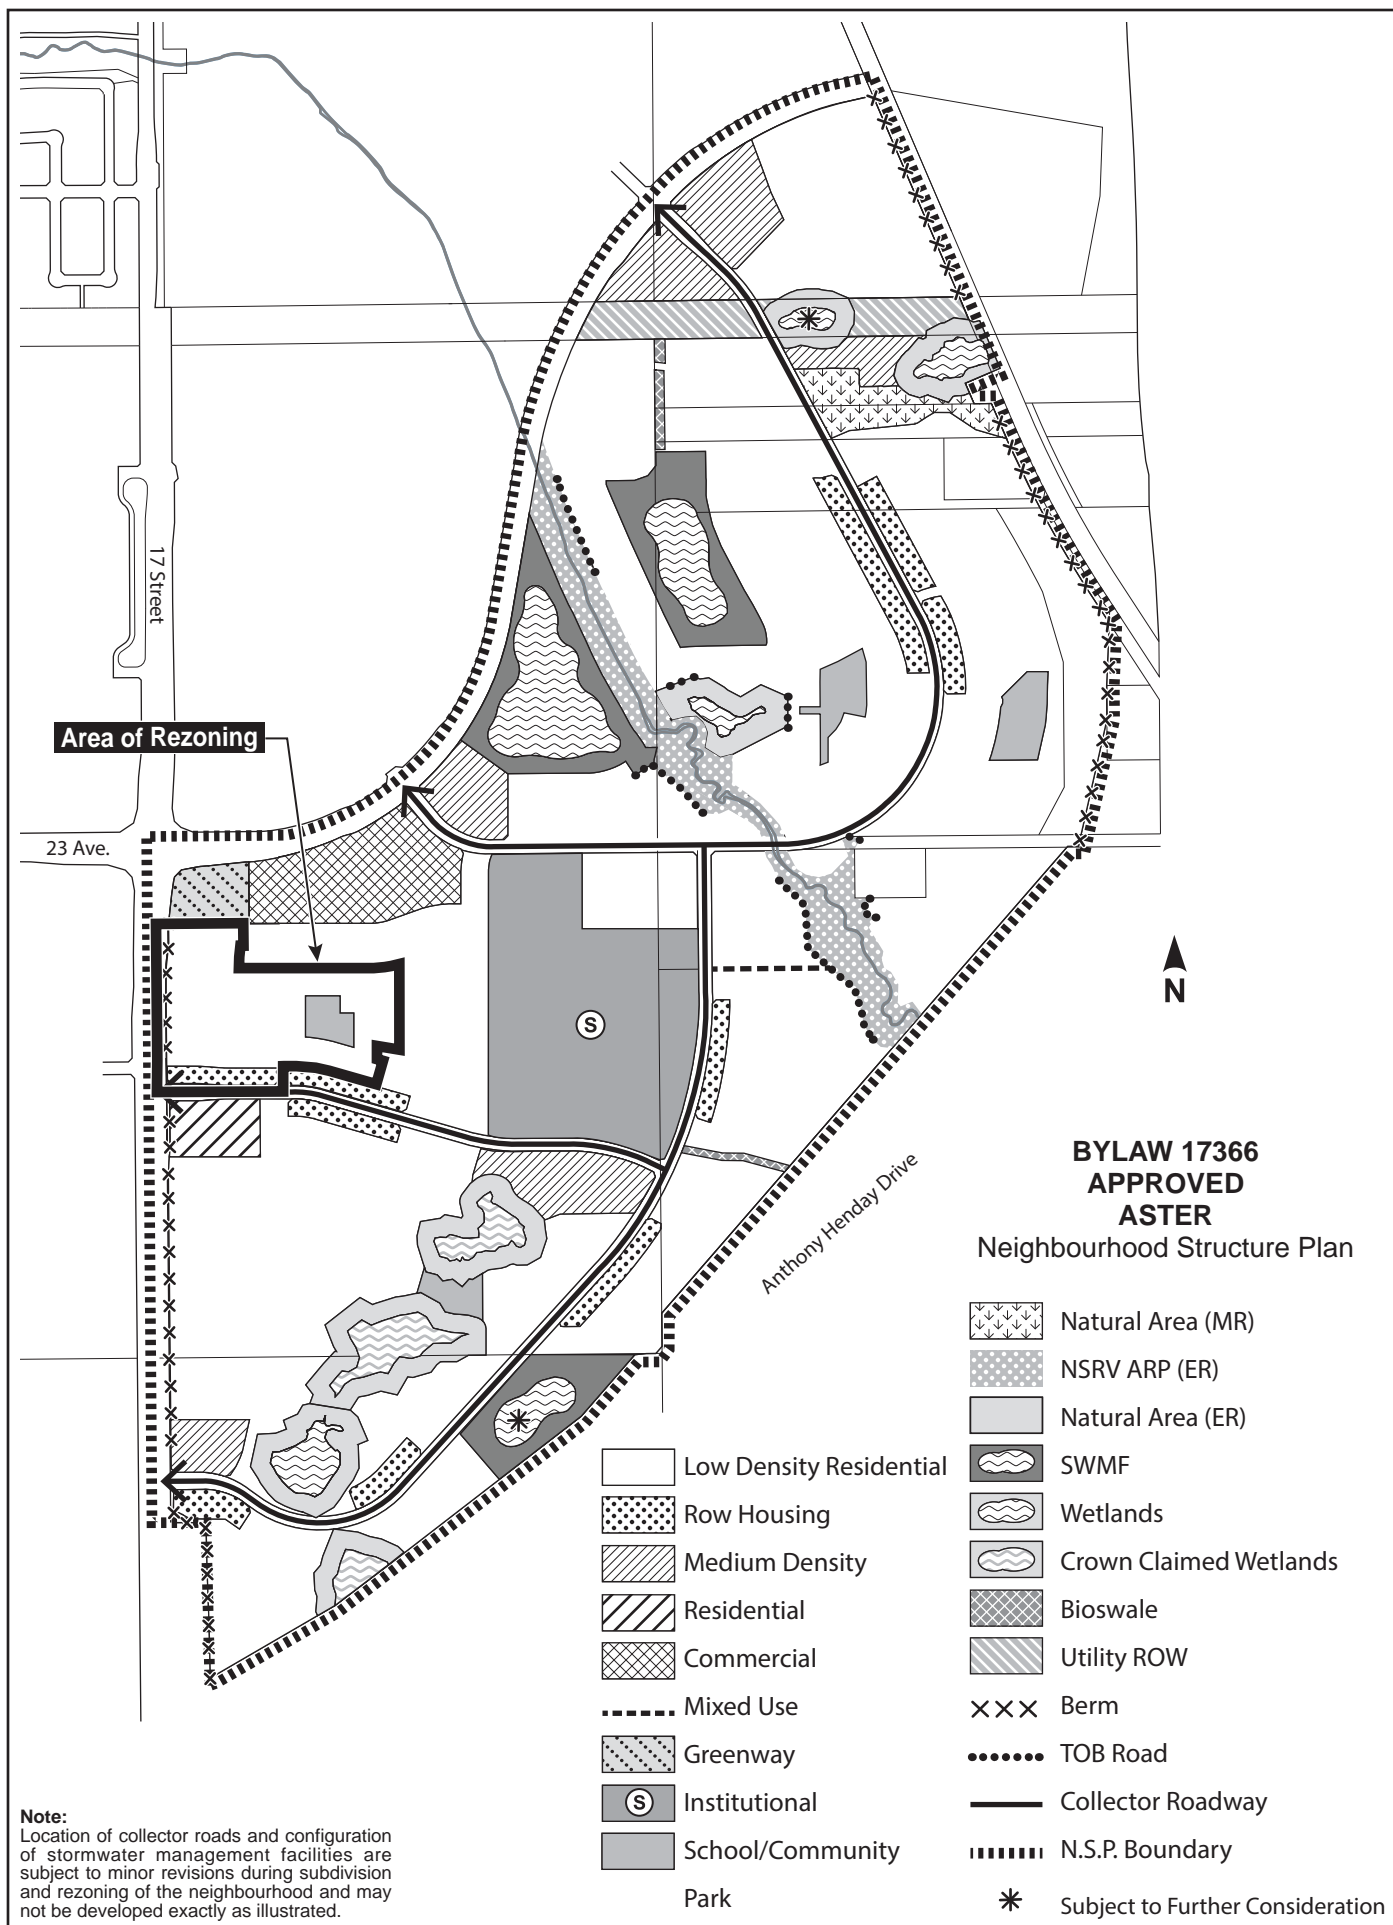 17 Street
Area of Rezoning
23 Ave.
S
N
Anthony Henday Drive
BYLAW 17366
APPROVED
ASTER
Neighbourhood Structure Plan
Low Density Residential
Row Housing
Medium Density
Residential
Commercial
Mixed Use
Greenway
S Institutional
School/Community
Park
Natural Area (MR)
NSRV ARP (ER)
Natural Area (ER)
SWMF
Wetlands
Crown Claimed Wetlands
Bioswale
Utility ROW
Berm
TOB Road
Collector Roadway
N.S.P. Boundary
Subject to Further Consideration
Note:
Location of collector roads and configuration
of stormwater management facilities are
subject to minor revisions during subdivision
and rezoning of the neighbourhood and may
not be developed exactly as illustrated.